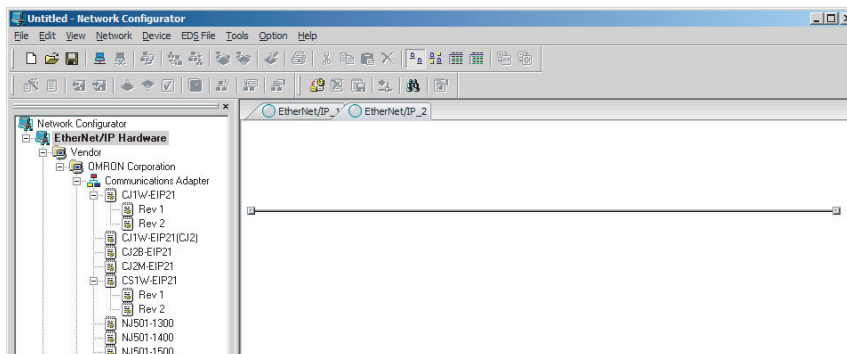 Untitled - Network Configurator
File Edit View Network Device EDS File Tools Option Help
EtherNet/IP_1 EtherNet/IP_2
Network Configurator
EtherNet/IP Hardware
Vendor
OMRON Corporation
Communications Adapter
CJ1W-EIP21
Rev 1
Rev 2
CJ1W-EIP21(CJ2)
CJ2B-EIP21
CJ2M-EIP21
CS1W-EIP21
Rev 1
Rev 2
NJ501-1300
NJ501-1400
NJ501-1500